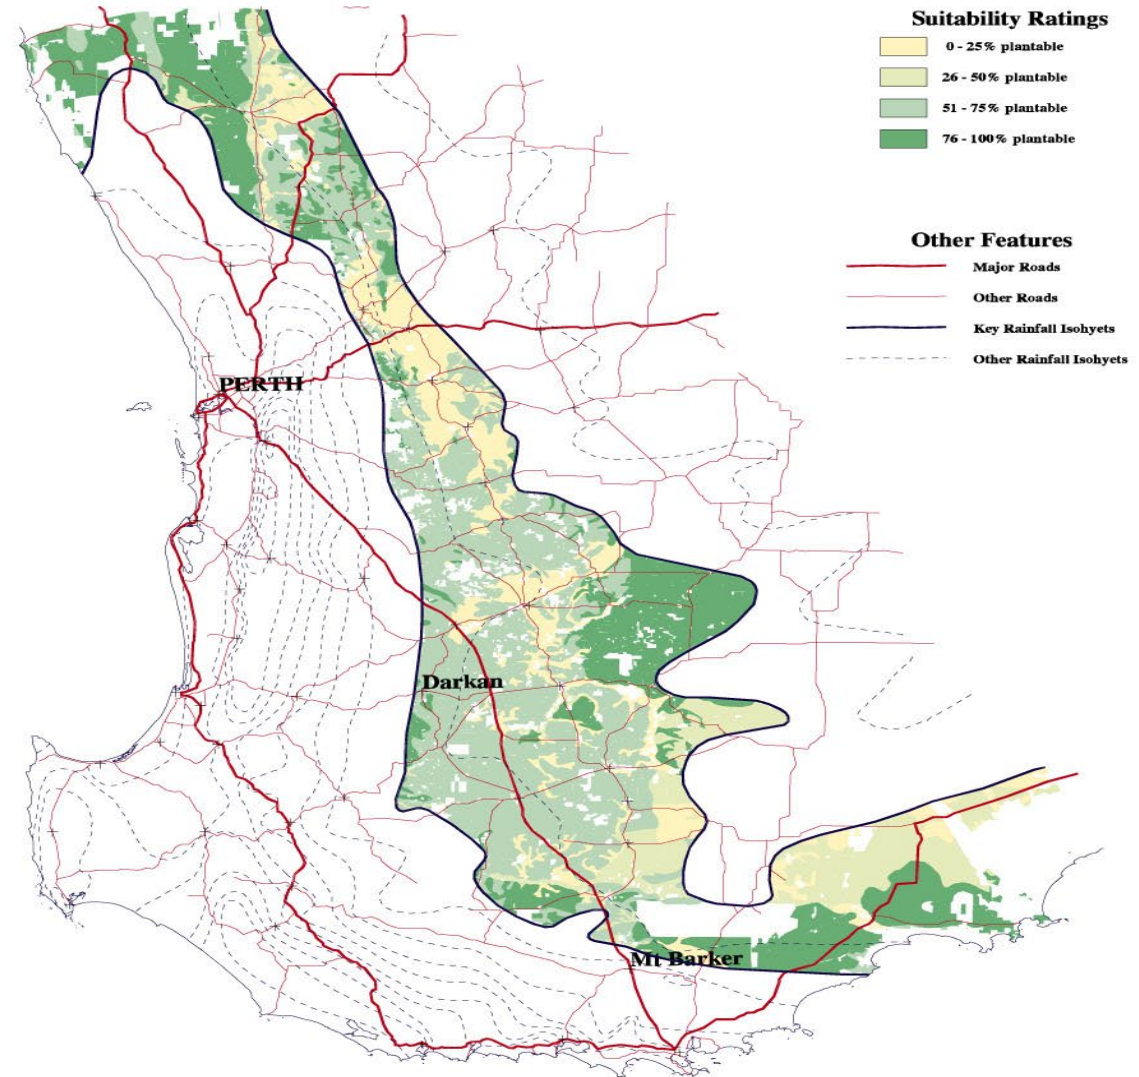 Suitability Ratings
0 - 25% plantable
26 - 50% plantable
51 - 75% plantable
76 - 100% plantable
Other Features
Major Roads
Other Roads
Key Rainfall Isohyets
Other Rainfall Isohyets
PERTH
Darkan
Mt Barker